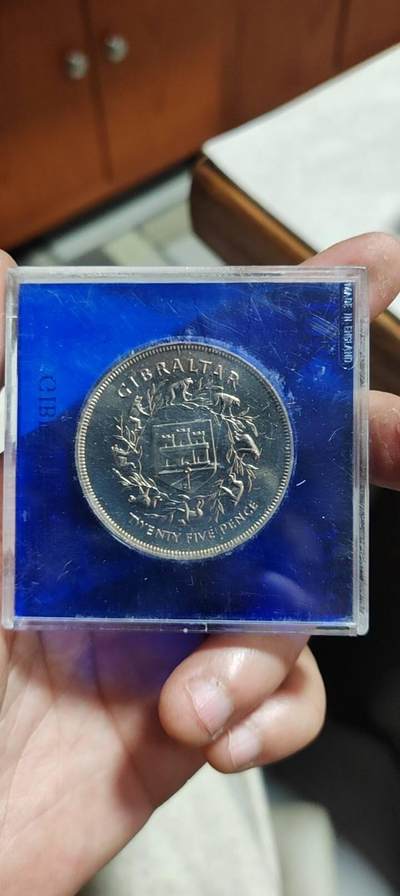 MADE IN ENGLAND
GIBRALTAR
TWENTY FIVE PENCE